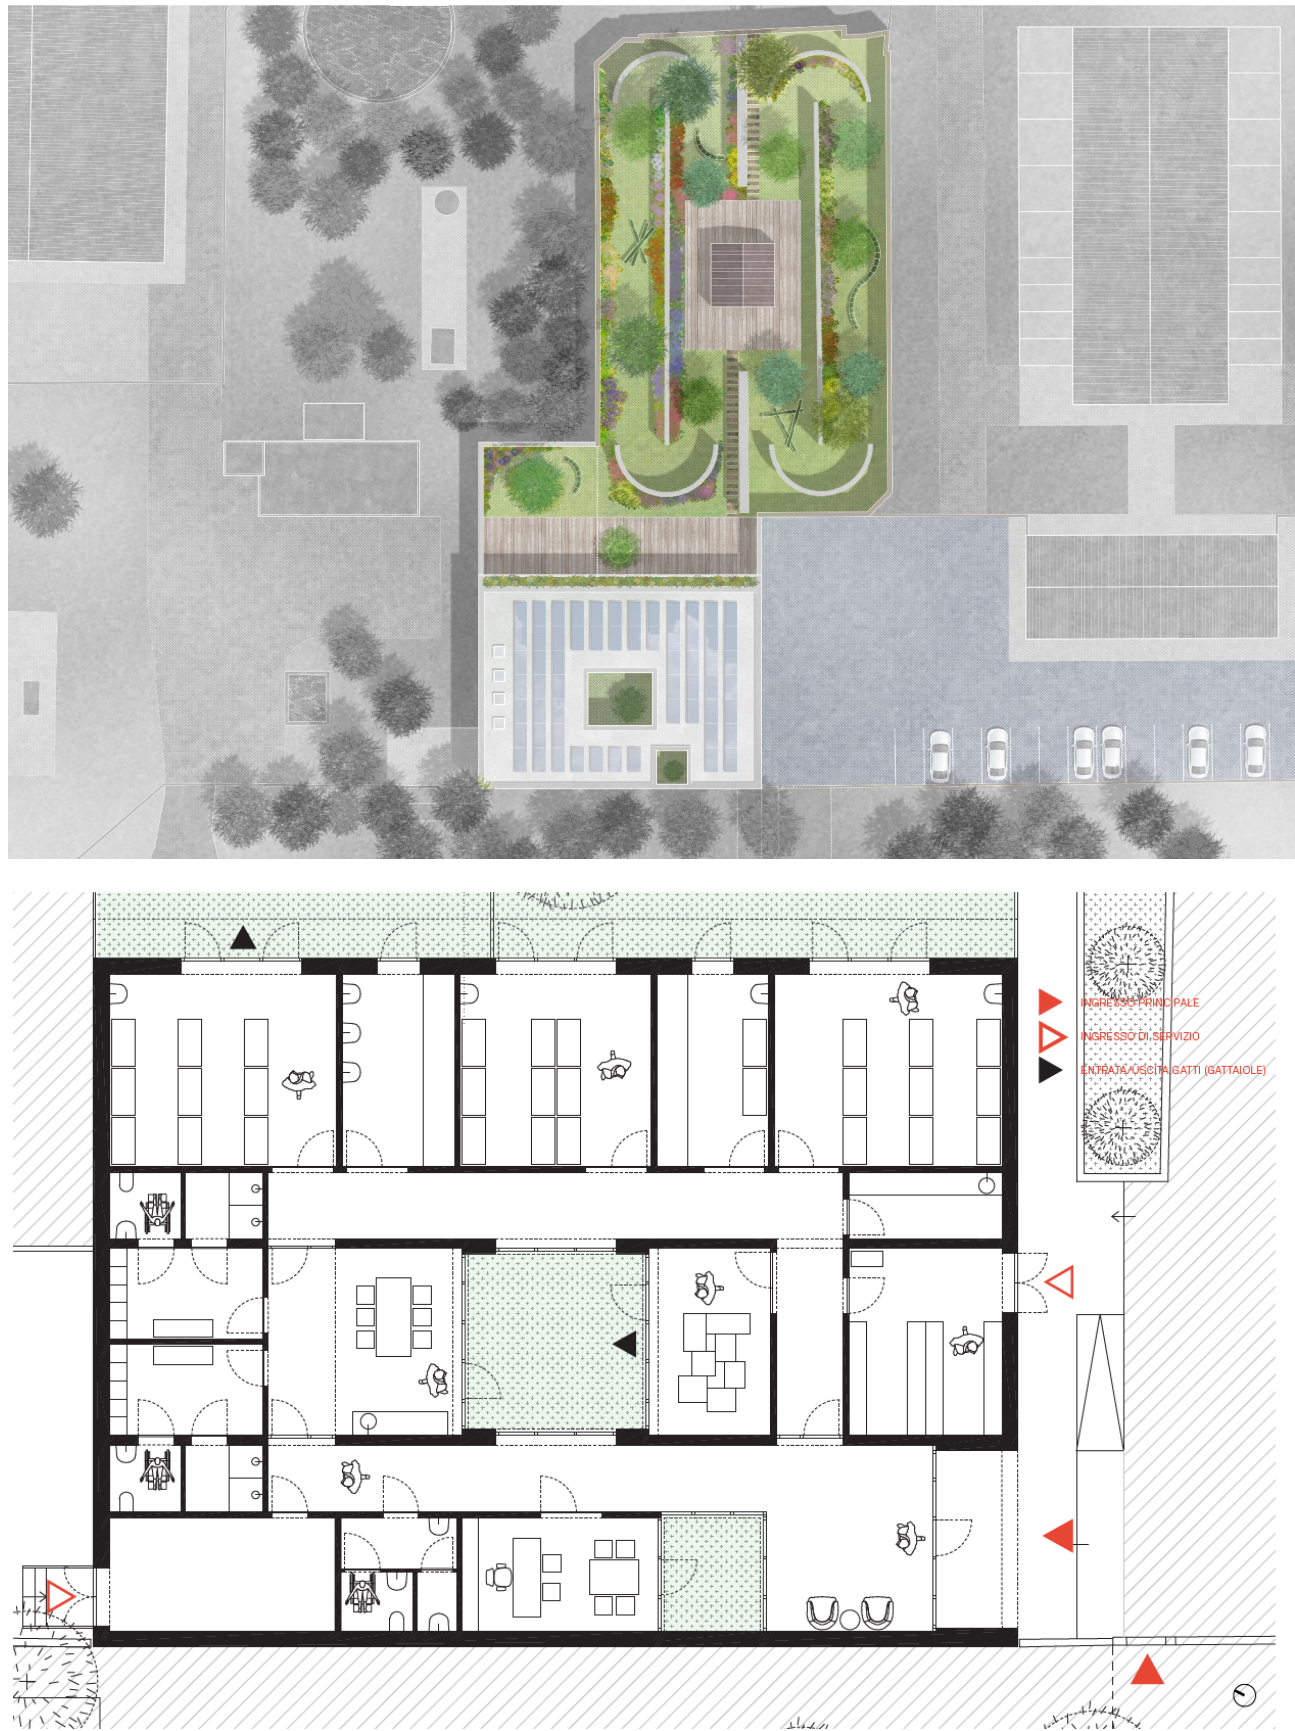 INGRESSO PRINCIPALE
INGRESSO DI SERVIZIO
ENTRATA/USCITA GATTI (GATTAIOLE)